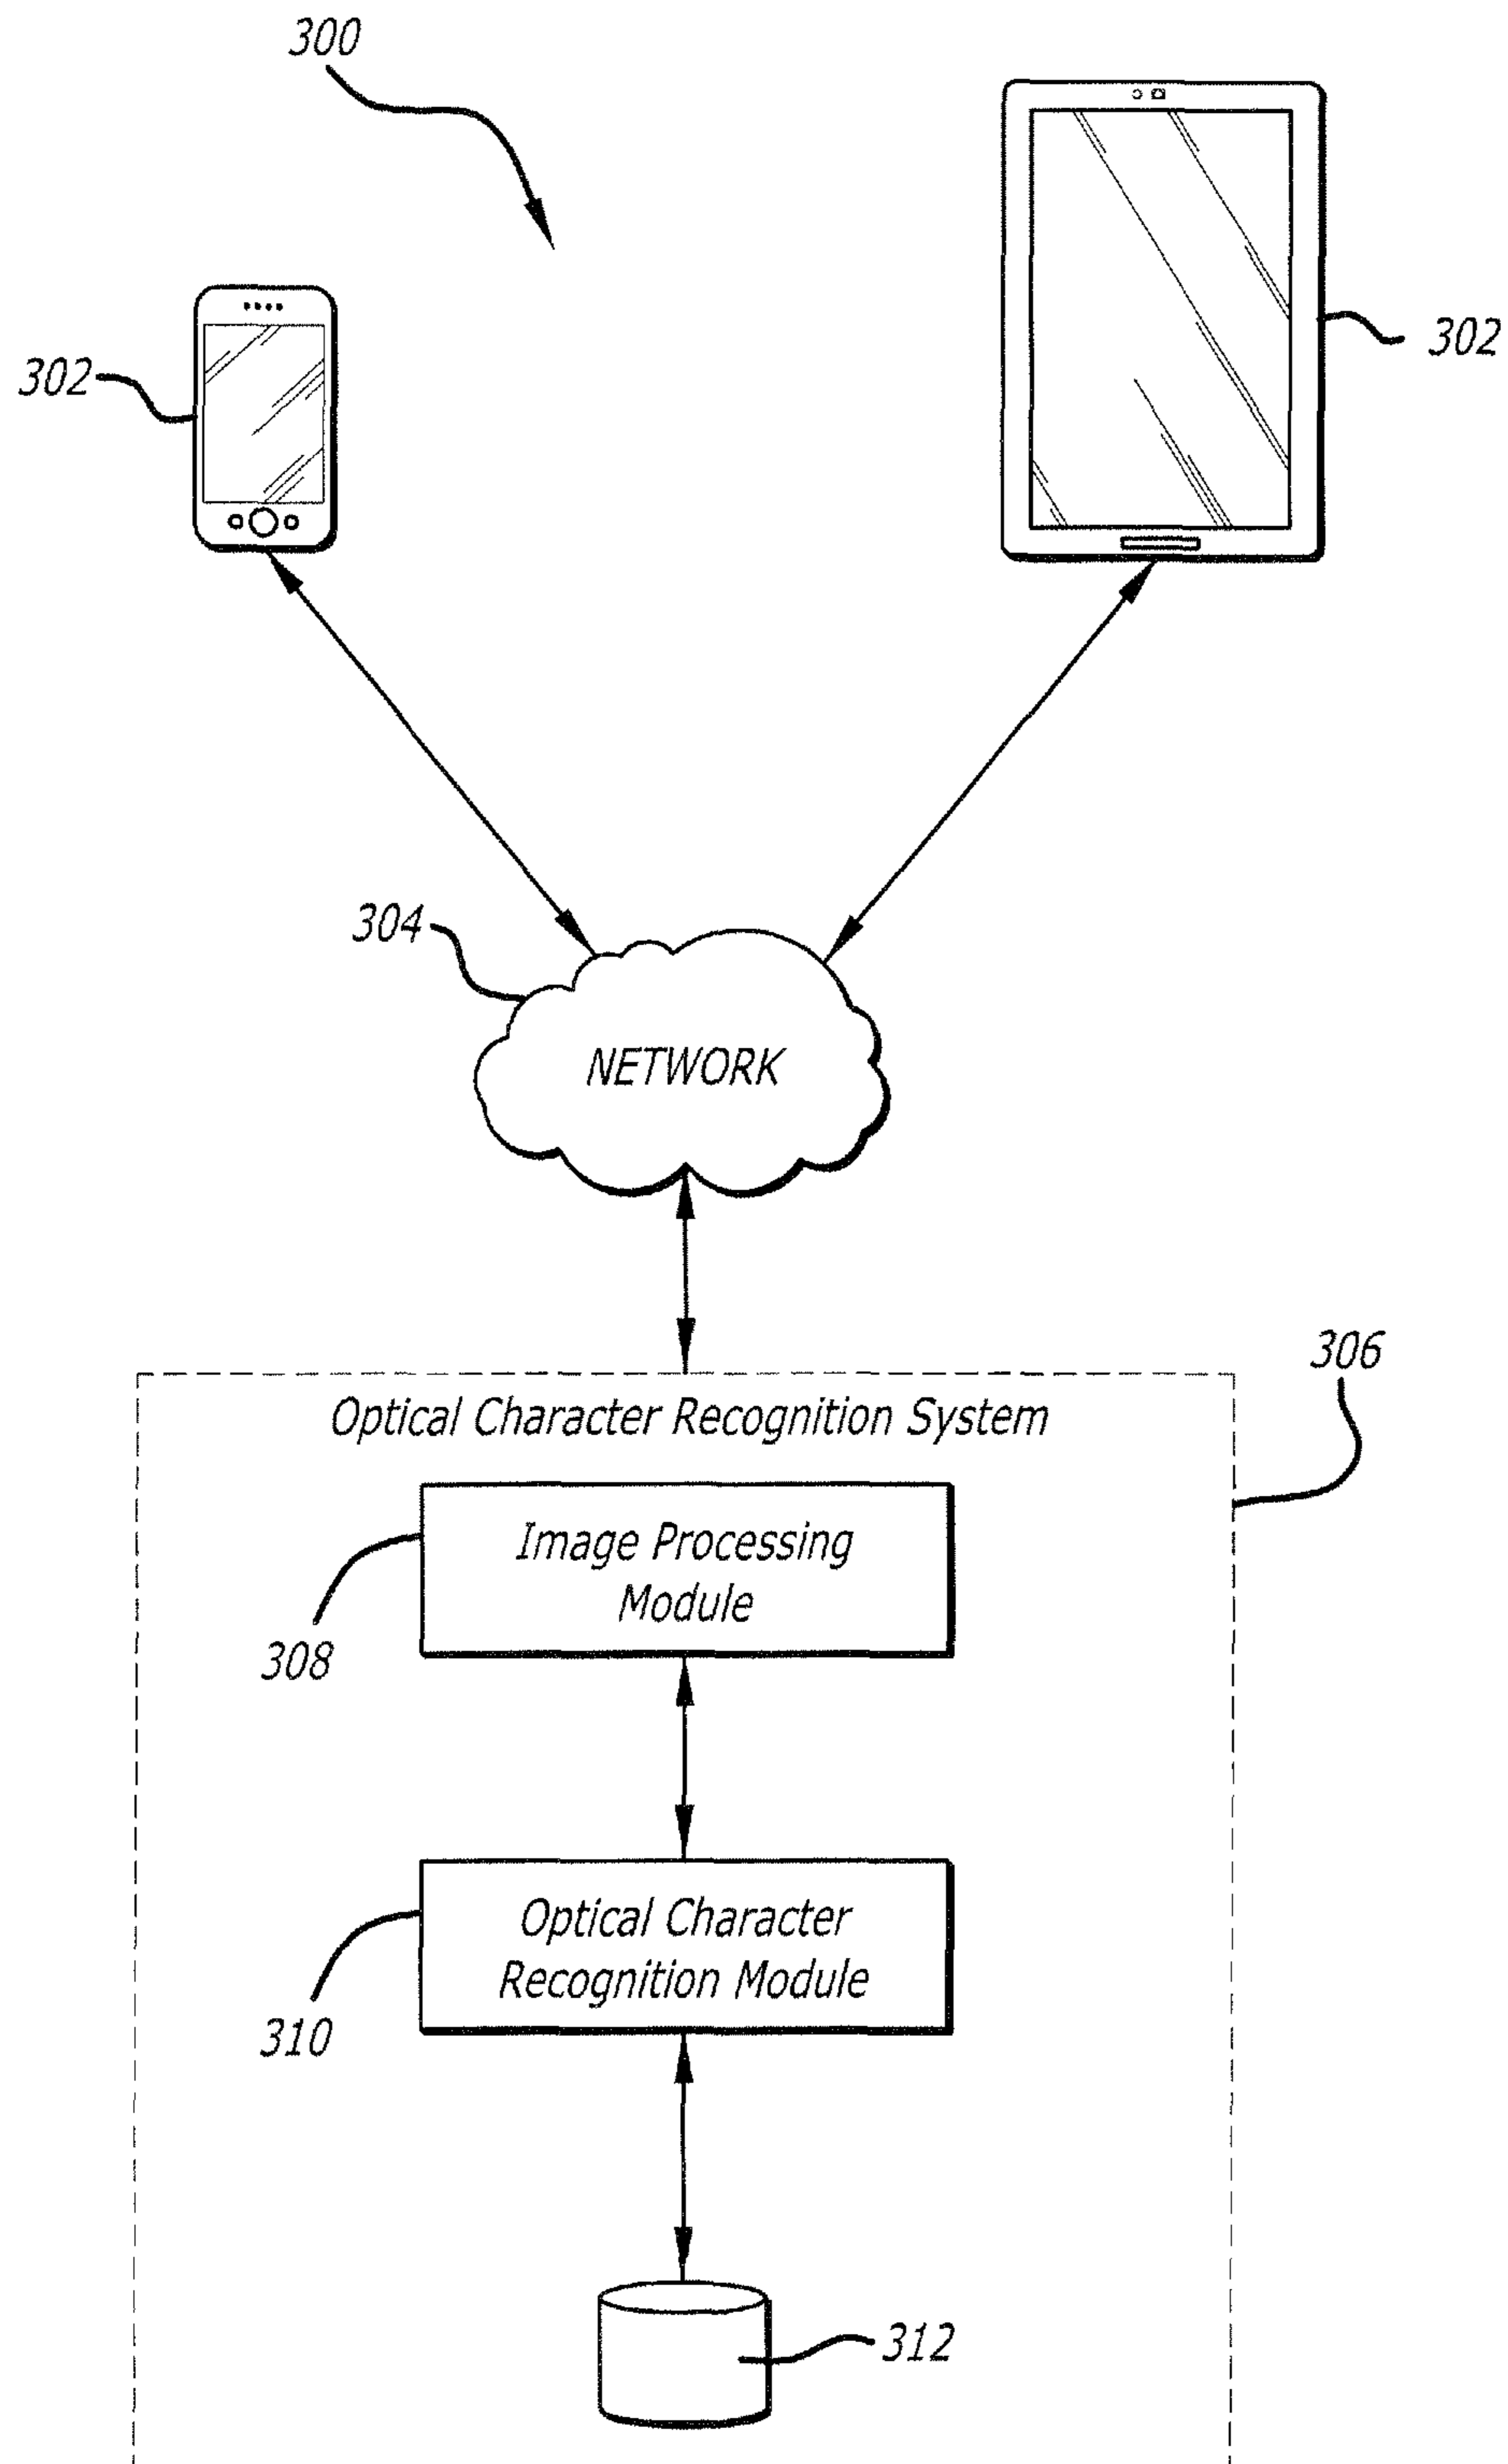 300
302
302
304
NETWORK
306
Optical Character Recognition System
Image Processing
Module
308
Optical Character
Recognition Module
310
312